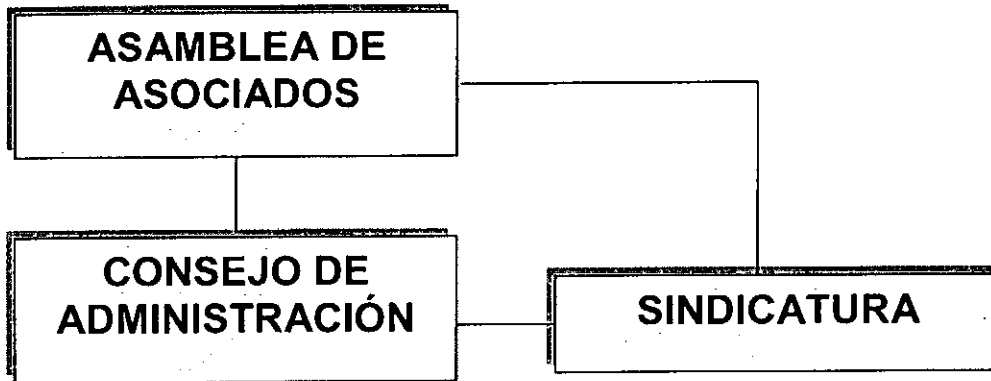 ASAMBLEA DE
ASOCIADOS
CONSEJO DE
ADMINISTRACIÓN
SINDICATURA